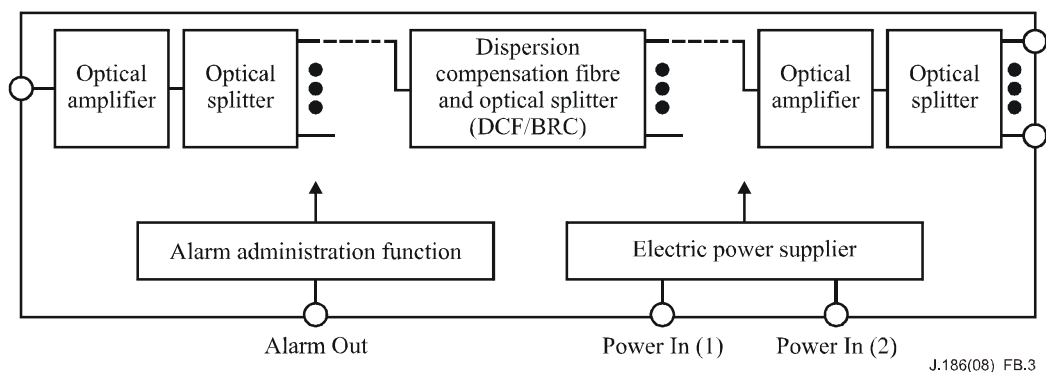 Optical
amplifier
Optical
splitter
Dispersion
compensation fibre
and optical splitter
(DCF/BRC)
Optical
amplifier
Optical
splitter
Alarm administration function
Electric power supplier
Alarm Out
Power In (1)
Power In (2)
J.186(08)_FB.3